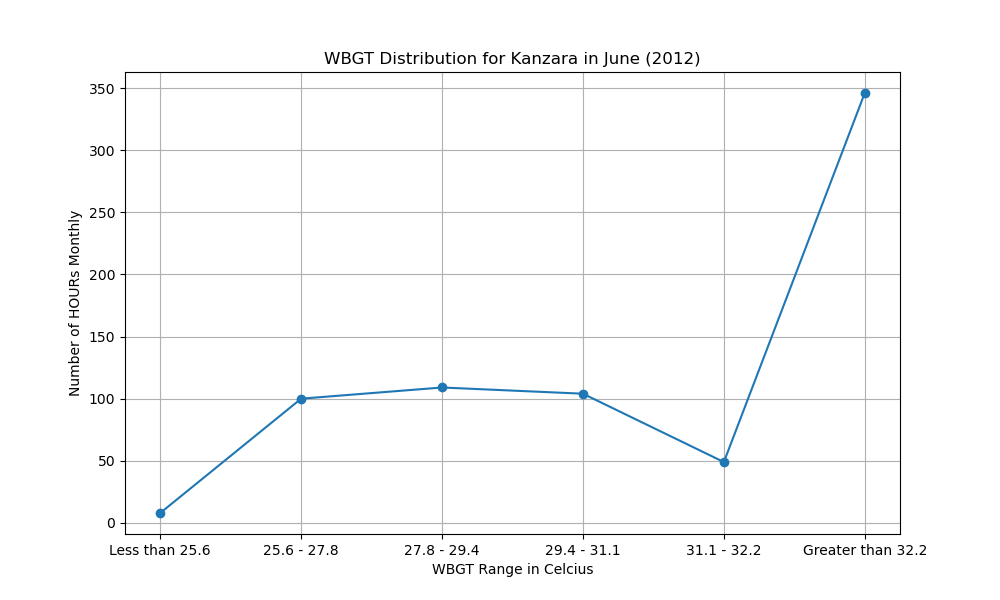 WBGT Distribution for Kanzara in June (2012)
350
300
250
200
150
100
50
0
Number of HOURs Monthly
Less than 25.6
25.6 - 27.8
27.8 - 29.4
29.4 - 31.1
31.1 - 32.2
Greater than 32.2
WBGT Range in Celcius